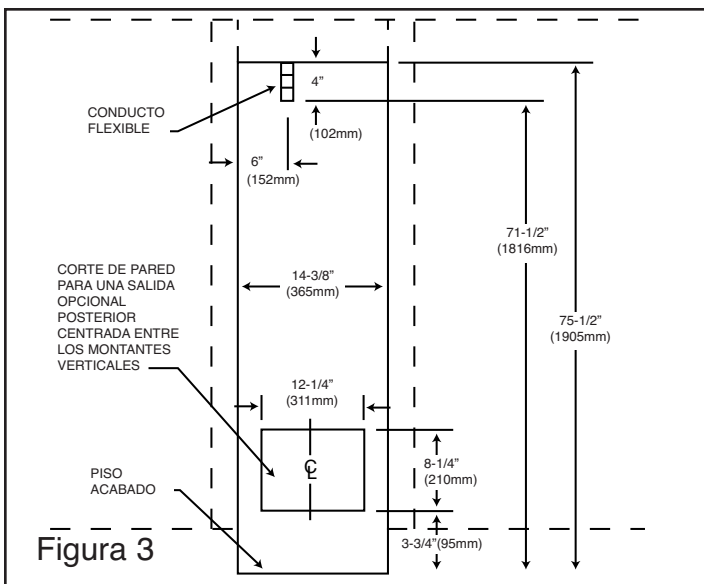 4”
(102mm)
CONDUCTO
FLEXIBLE
6”
(152mm)
71-1/2”
(1816mm)
75-1/2”
(1905mm)
14-3/8”
(365mm)
CORTE DE PARED
PARA UNA SALIDA
OPCIONAL
POSTERIOR
CENTRADA ENTRE
LOS MONTANTES
VERTICALES
12-1/4”
(311mm)
CL
8-1/4”
(210mm)
PISO
ACABADO
3-3/4”(95mm)
Figura 3